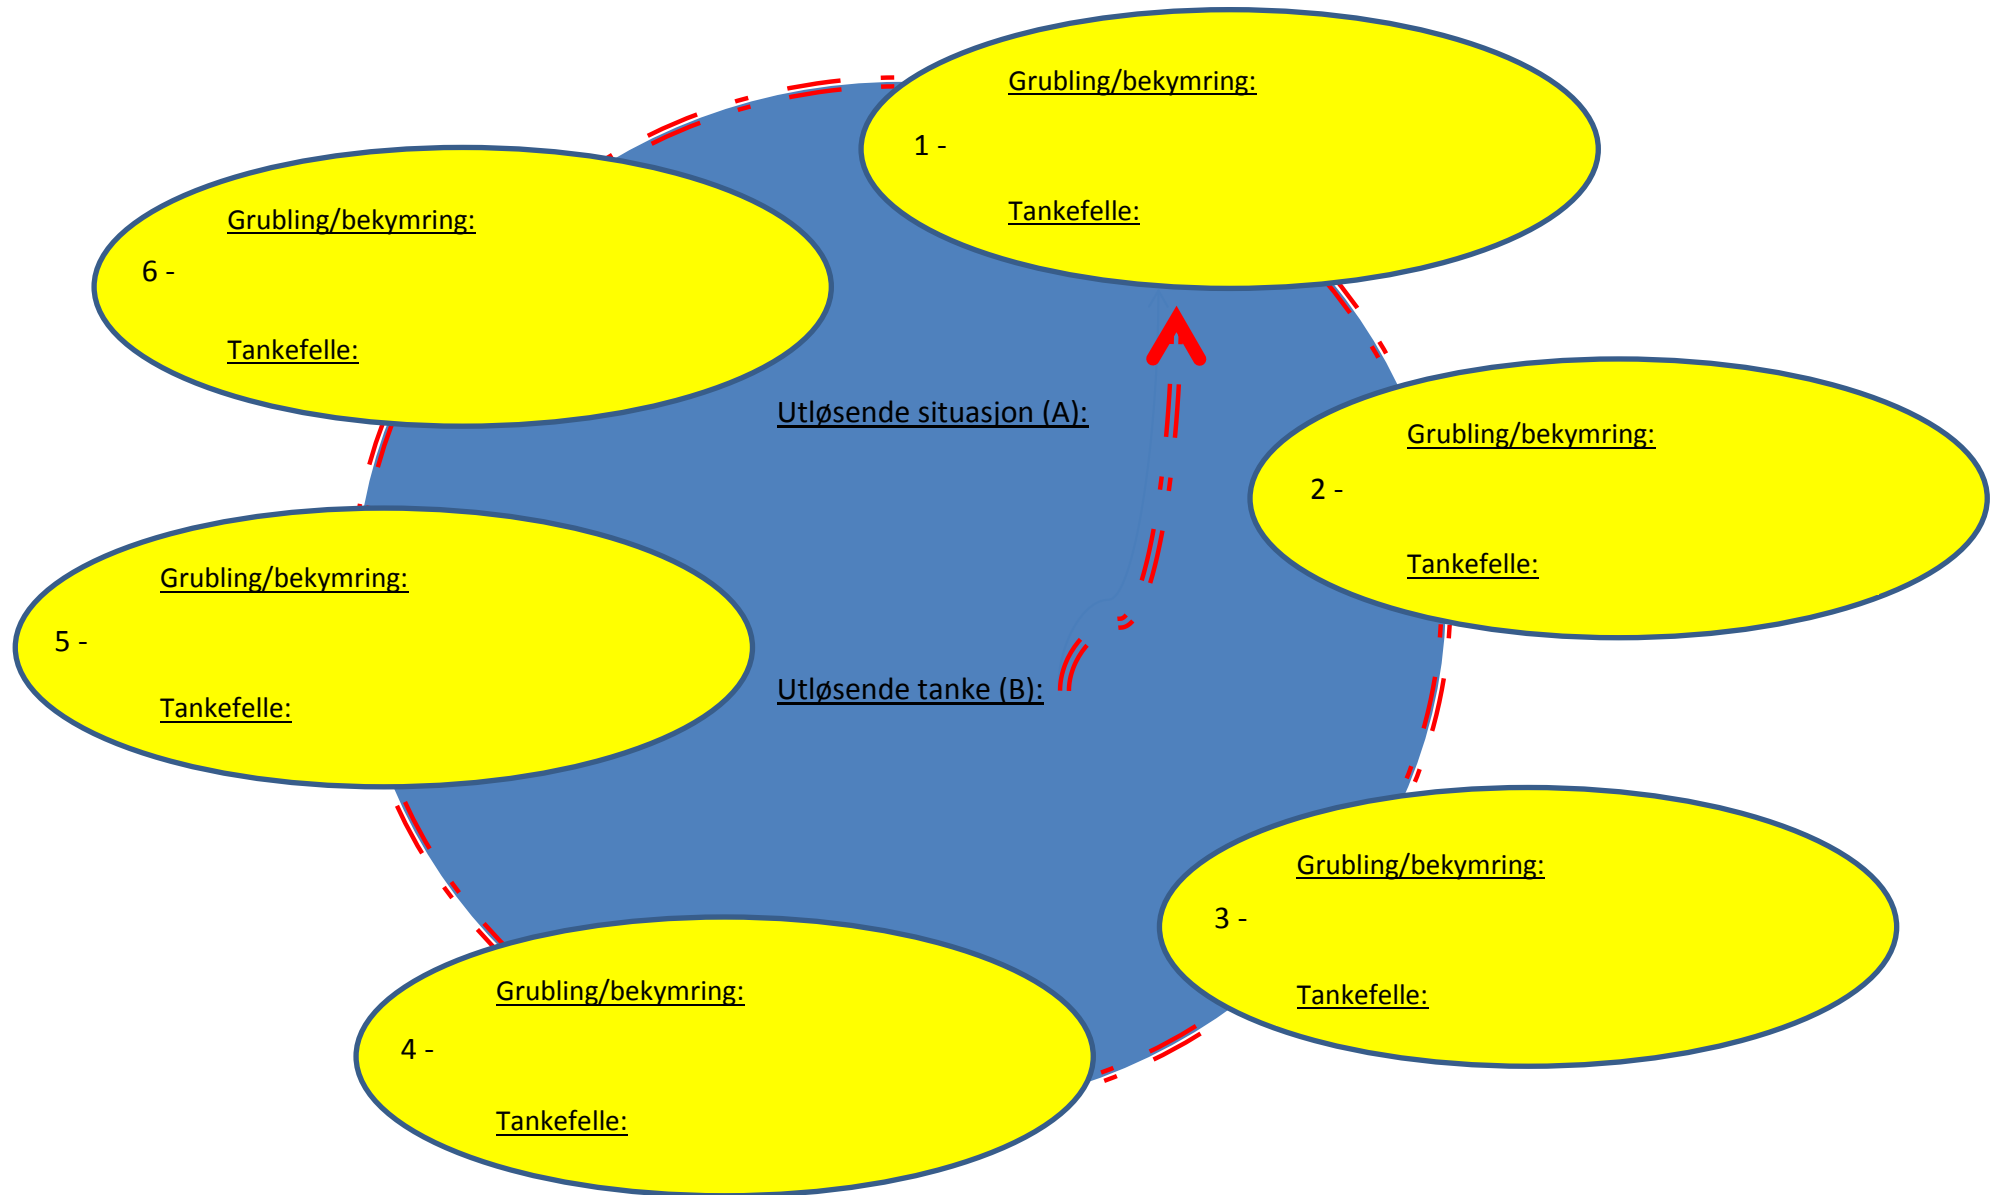 Grubling/bekymring:
1 -
Tankefelle:
Grubling/bekymring:
6 -
Tankefelle:
Utløsende situasjon (A):
Grubling/bekymring:
2 -
Tankefelle:
Grubling/bekymring:
5 -
Tankefelle:
Utløsende tanke (B):
Grubling/bekymring:
3 -
Tankefelle:
Grubling/bekymring:
4 -
Tankefelle: